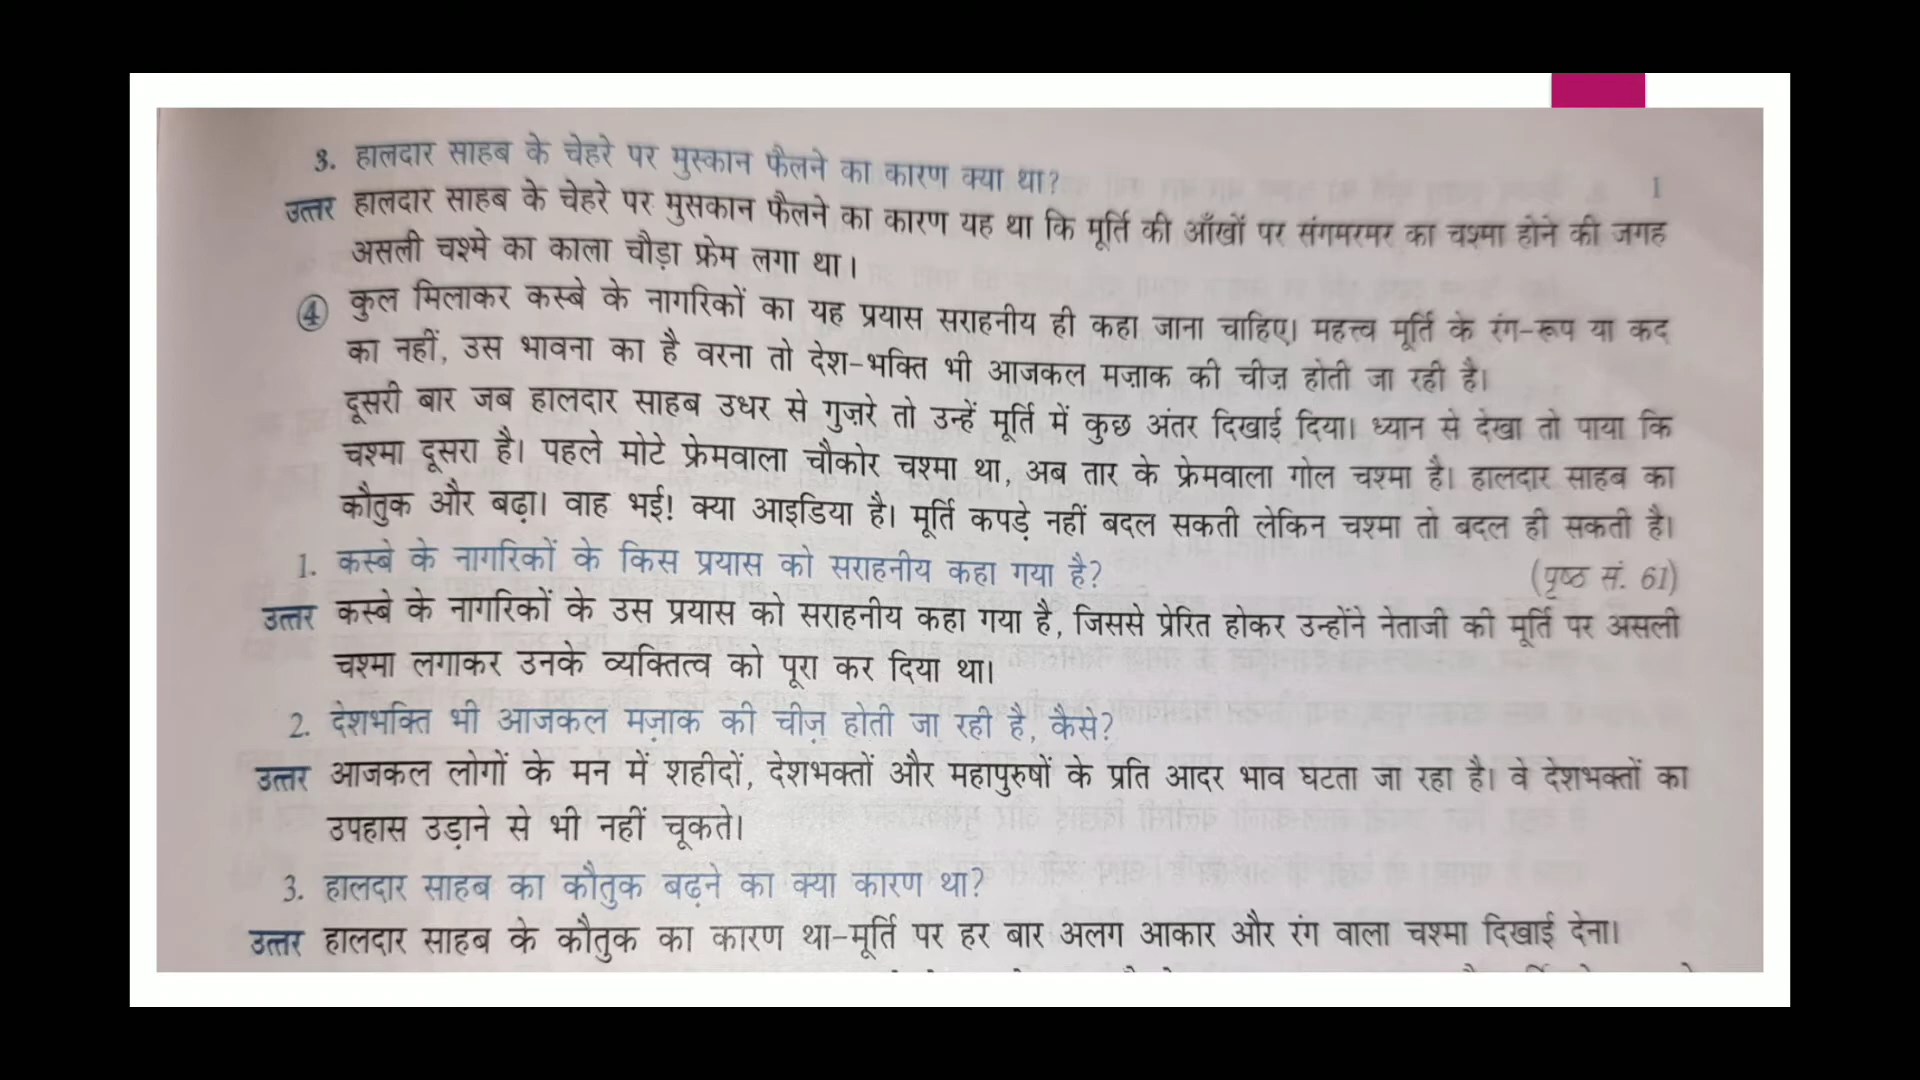 3. हालदार साहब के चेहरे पर मुस्कान फैलने का कारण क्या था?
1
उत्तर हालदार साहब के चेहरे पर मुसकान फैलने का कारण यह था कि मूर्ति की आँखों पर संगमरमर का चश्मा होने की जगह
असली चश्मे का काला चौड़ा फ्रेम लगा था।
④ कुल मिलाकर कस्बे के नागरिकों का यह प्रयास सराहनीय ही कहा जाना चाहिए। महत्त्व मूर्ति के रंग-रूप या कद
का नहीं, उस भावना का है वरना तो देश-भक्ति भी आजकल मज़ाक की चीज़ होती जा रही है।
दूसरी बार जब हालदार साहब उधर से गुज़रे तो उन्हें मूर्ति में कुछ अंतर दिखाई दिया। ध्यान से देखा तो पाया कि
चश्मा दूसरा है। पहले मोटे फ्रेमवाला चौकोर चश्मा था, अब तार के फ्रेमवाला गोल चश्मा है। हालदार साहब का
कौतुक और बढ़ा। वाह भई! क्या आइडिया है। मूर्ति कपड़े नहीं बदल सकती लेकिन चश्मा तो बदल ही सकती है।
1. कस्बे के नागरिकों के किस प्रयास को सराहनीय कहा गया है?
(पृष्ठ सं. 61)
उत्तर कस्बे के नागरिकों के उस प्रयास को सराहनीय कहा गया है, जिससे प्रेरित होकर उन्होंने नेताजी की मूर्ति पर असली
चश्मा लगाकर उनके व्यक्तित्व को पूरा कर दिया था।
2. देशभक्ति भी आजकल मज़ाक की चीज़ होती जा रही है, कैसे?
उत्तर आजकल लोगों के मन में शहीदों, देशभक्तों और महापुरुषों के प्रति आदर भाव घटता जा रहा है। वे देशभक्तों का
उपहास उड़ाने से भी नहीं चूकते।
3. हालदार साहब का कौतुक बढ़ने का क्या कारण था?
उत्तर हालदार साहब के कौतुक का कारण था-मूर्ति पर हर बार अलग आकार और रंग वाला चश्मा दिखाई देना।